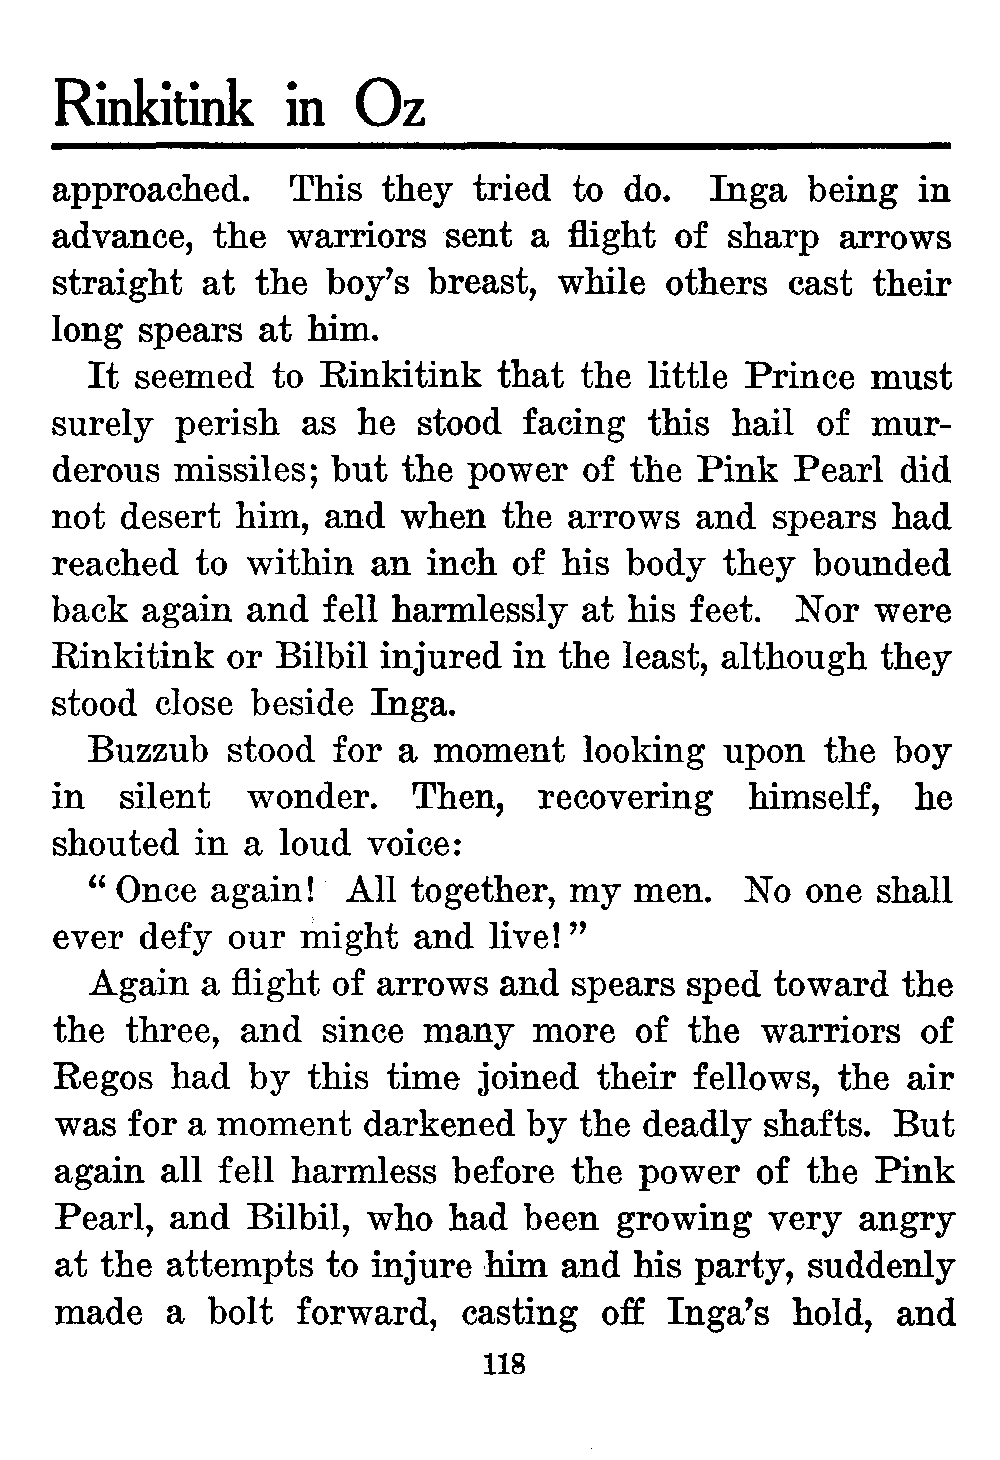 Rinkitink in Oz
approached. This they tried to do. Inga being in
advance, the warriors sent a flight of sharp arrows
straight at the boy's breast, while others cast their
long spears at him.
It seemed to Rinkitink that the little Prince must
surely perish as he stood facing this hail of mur-
derous missiles; but the power of the Pink Pearl did
not desert him, and when the arrows and spears had
reached to within an inch of his body they bounded
back again and fell harmlessly at his feet. Nor were
Rinkitink or Bilbil injured in the least, although they
stood close beside Inga.
Buzzub stood for a moment looking upon the boy
in silent wonder. Then, recovering himself, he
shouted in a loud voice:
“Once again! All together, my men. No one shall
ever defy our might and live!”
Again a flight of arrows and spears sped toward the
the three, and since many more of the warriors of
Regos had by this time joined their fellows, the air
was for a moment darkened by the deadly shafts. But
again all fell harmless before the power of the Pink
Pearl, and Bilbil, who had been growing very angry
at the attempts to injure him and his party, suddenly
made a bolt forward, casting off Inga's hold, and
118